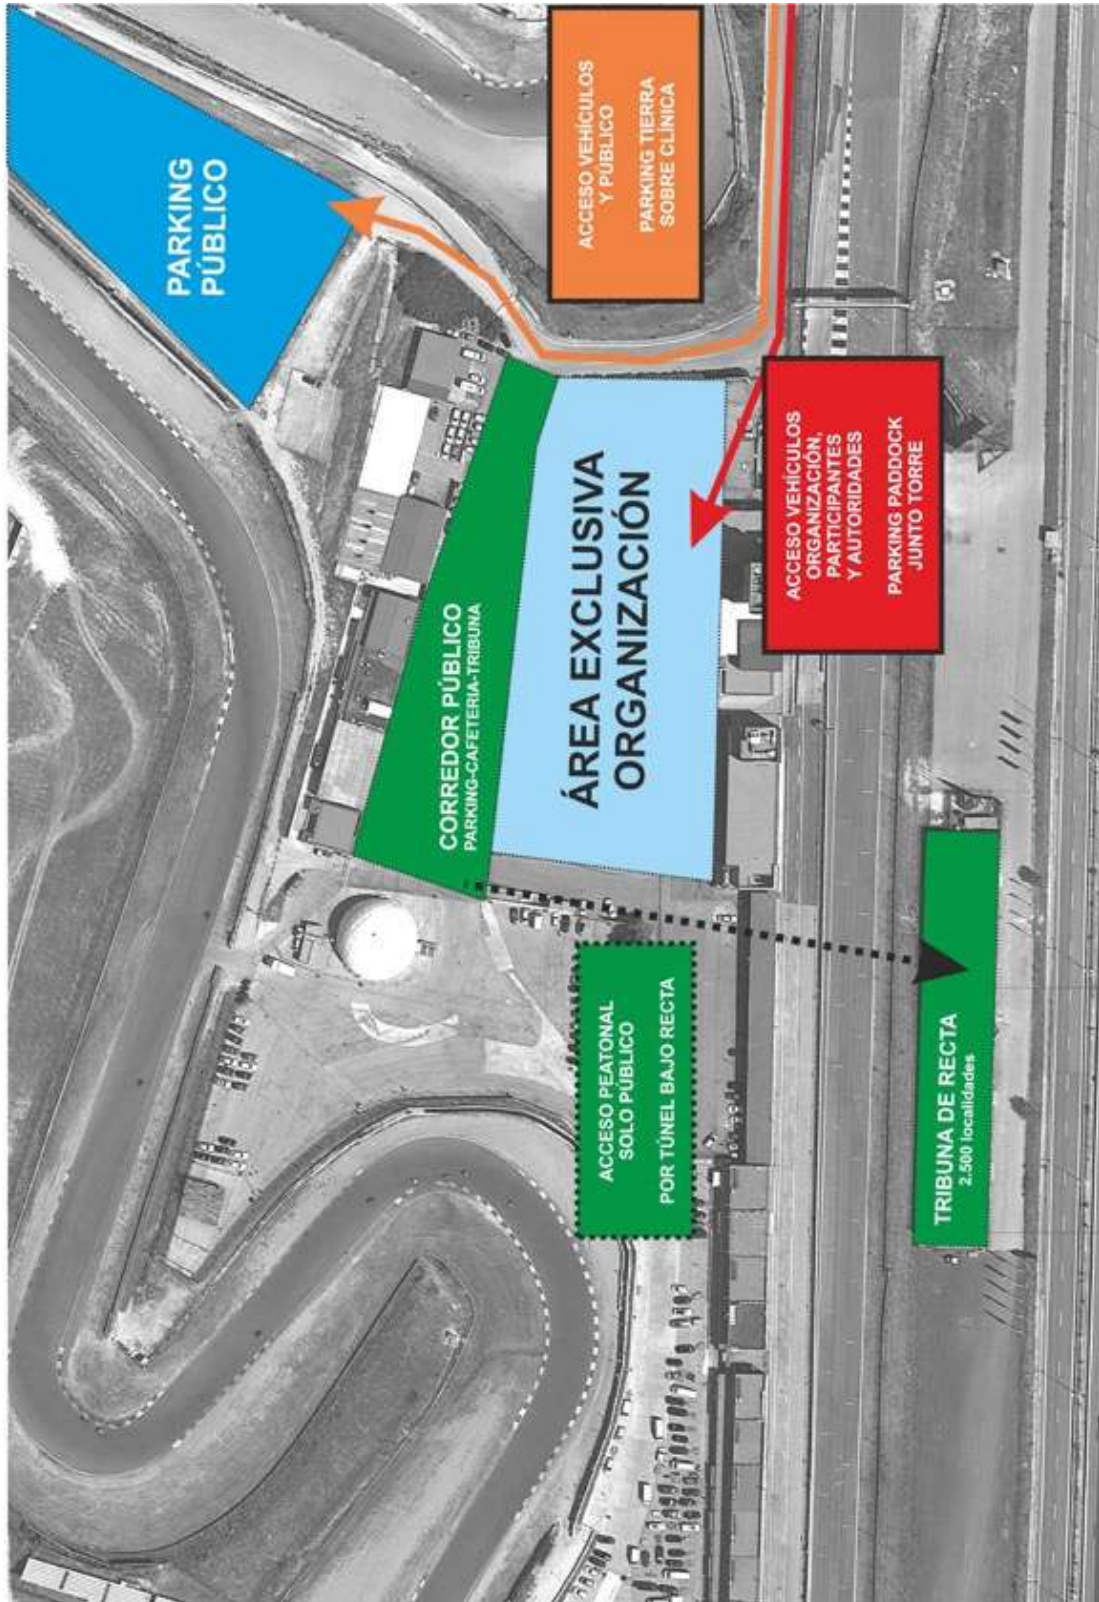 PARKING
PÚBLICO
ACCESO VEHÍCULOS
Y PÚBLICO
PARKING TIERRA
SOBRE CLÍNICA
CORREDOR PÚBLICO
PARKING-CAFETERIA-TRIBUNA
ÁREA EXCLUSIVA
ORGANIZACIÓN
ACCESO VEHÍCULOS
ORGANIZACIÓN,
PARTICIPANTES
Y AUTORIDADES
PARKING PADDOCK
JUNTO TORRE
ACCESO PEATONAL
SOLO PÚBLICO
POR TÚNEL BAJO RECTA
TRIBUNA DE RECTA
2.500 localidades